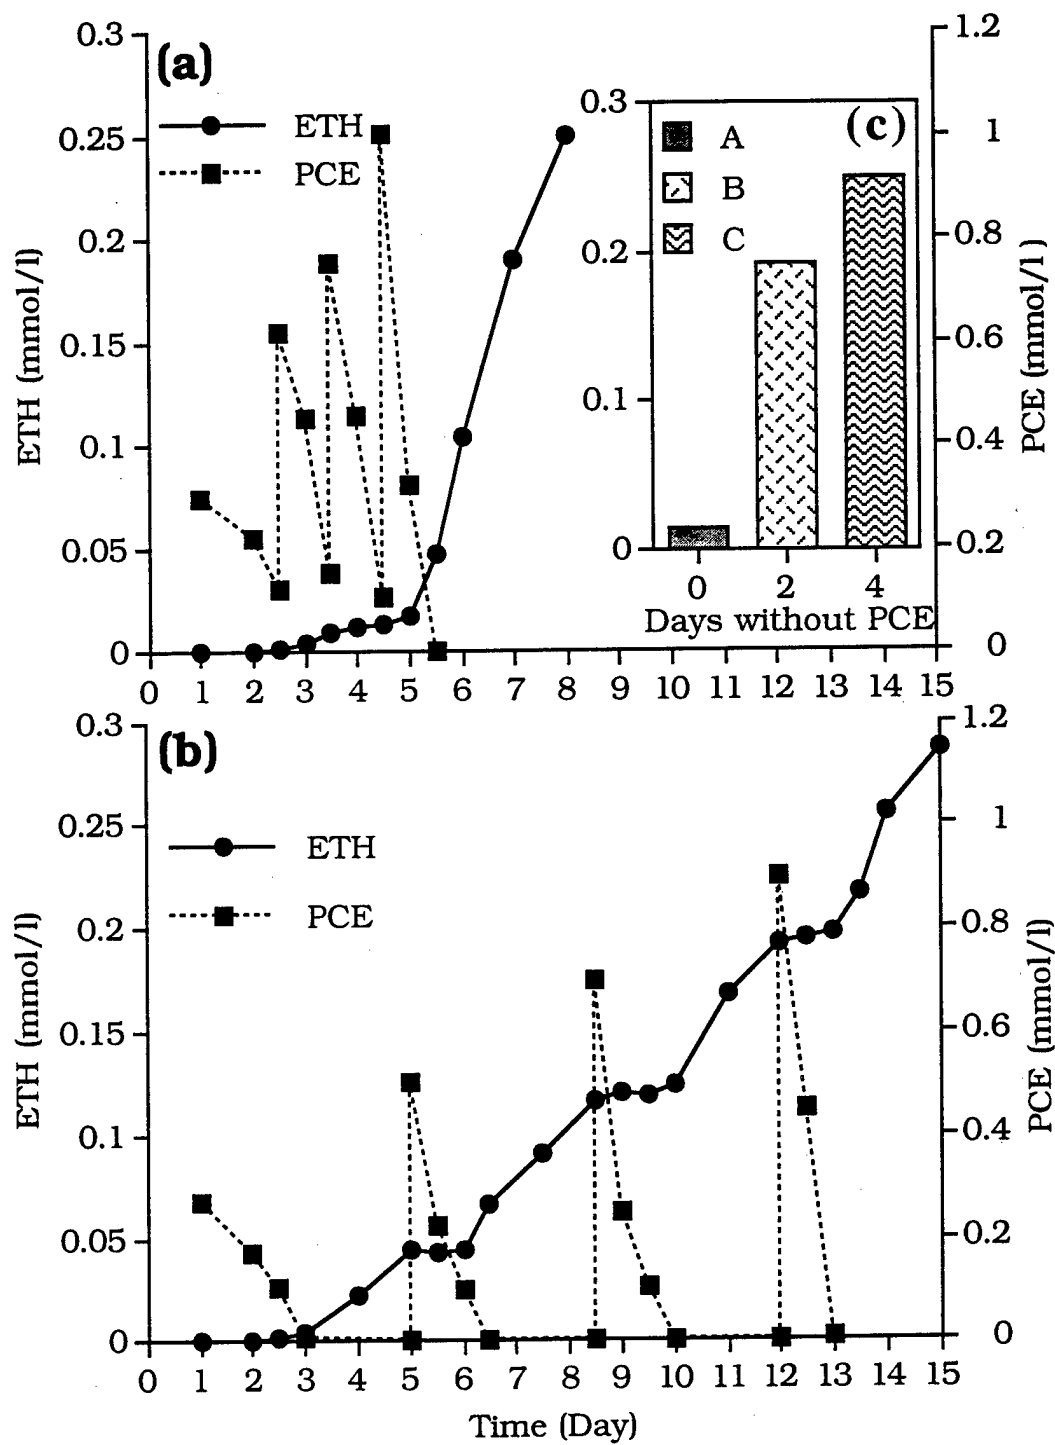 (a)
ETH
PCE
0.3
0.25
0.2
0.15
0.1
0.05
0
ETH (mmol/l)
1.2
1
0.8
0.6
0.4
0.2
0
PCE (mmol/l)
(c)
A
B
C
0.3
0.2
0.1
0
0 2 4
Days without PCE
0 1 2 3 4 5 6 7 8 9 10 11 12 13 14 15
(b)
ETH
PCE
0.3
0.25
0.2
0.15
0.1
0.05
0
ETH (mmol/l)
1.2
1
0.8
0.6
0.4
0.2
0
PCE (mmol/l)
0 1 2 3 4 5 6 7 8 9 10 11 12 13 14 15
Time (Day)